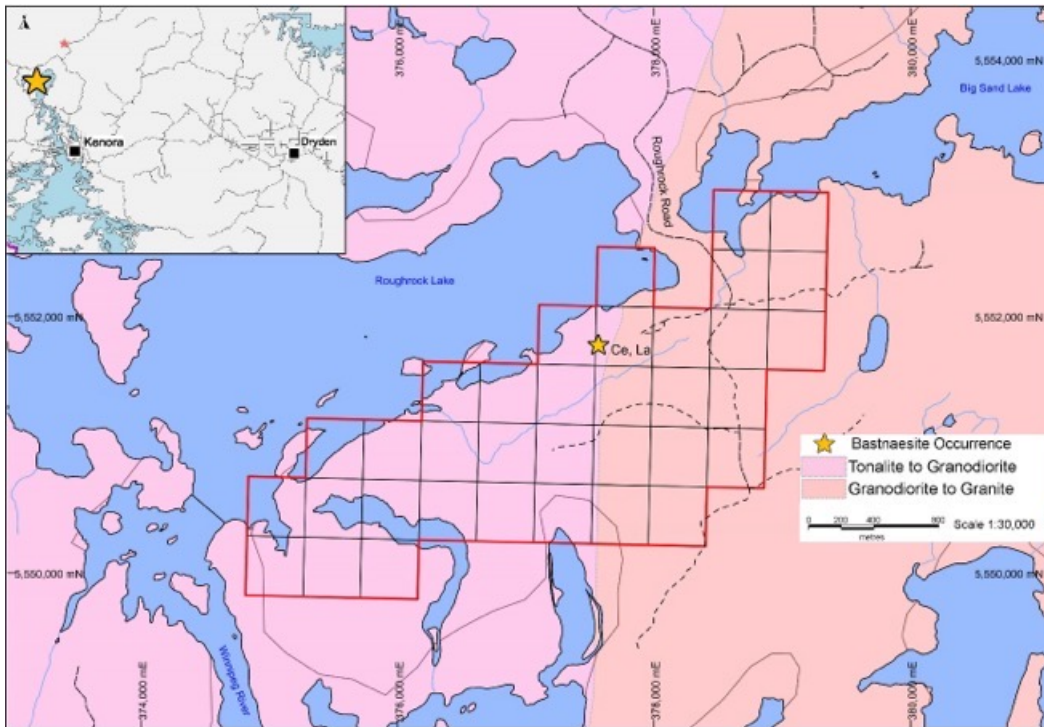 Kenora
Dryden
376,000 mE
378,000 mE
380,000 mE
5,554,000 mN
Big Sand Lake
Roughrock Road
Roughrock Lake
5,552,000 mN
5,552,000 mN
Ce, La
Bastnaesite Occurrence
Tonalite to Granodiorite
Granodiorite to Granite
0 200 400 800
metres
Scale 1:30,000
5,550,000 mN
5,550,000 mN
Winnipeg River
374,000 mE
376,000 mE
378,000 mE
380,000 mE